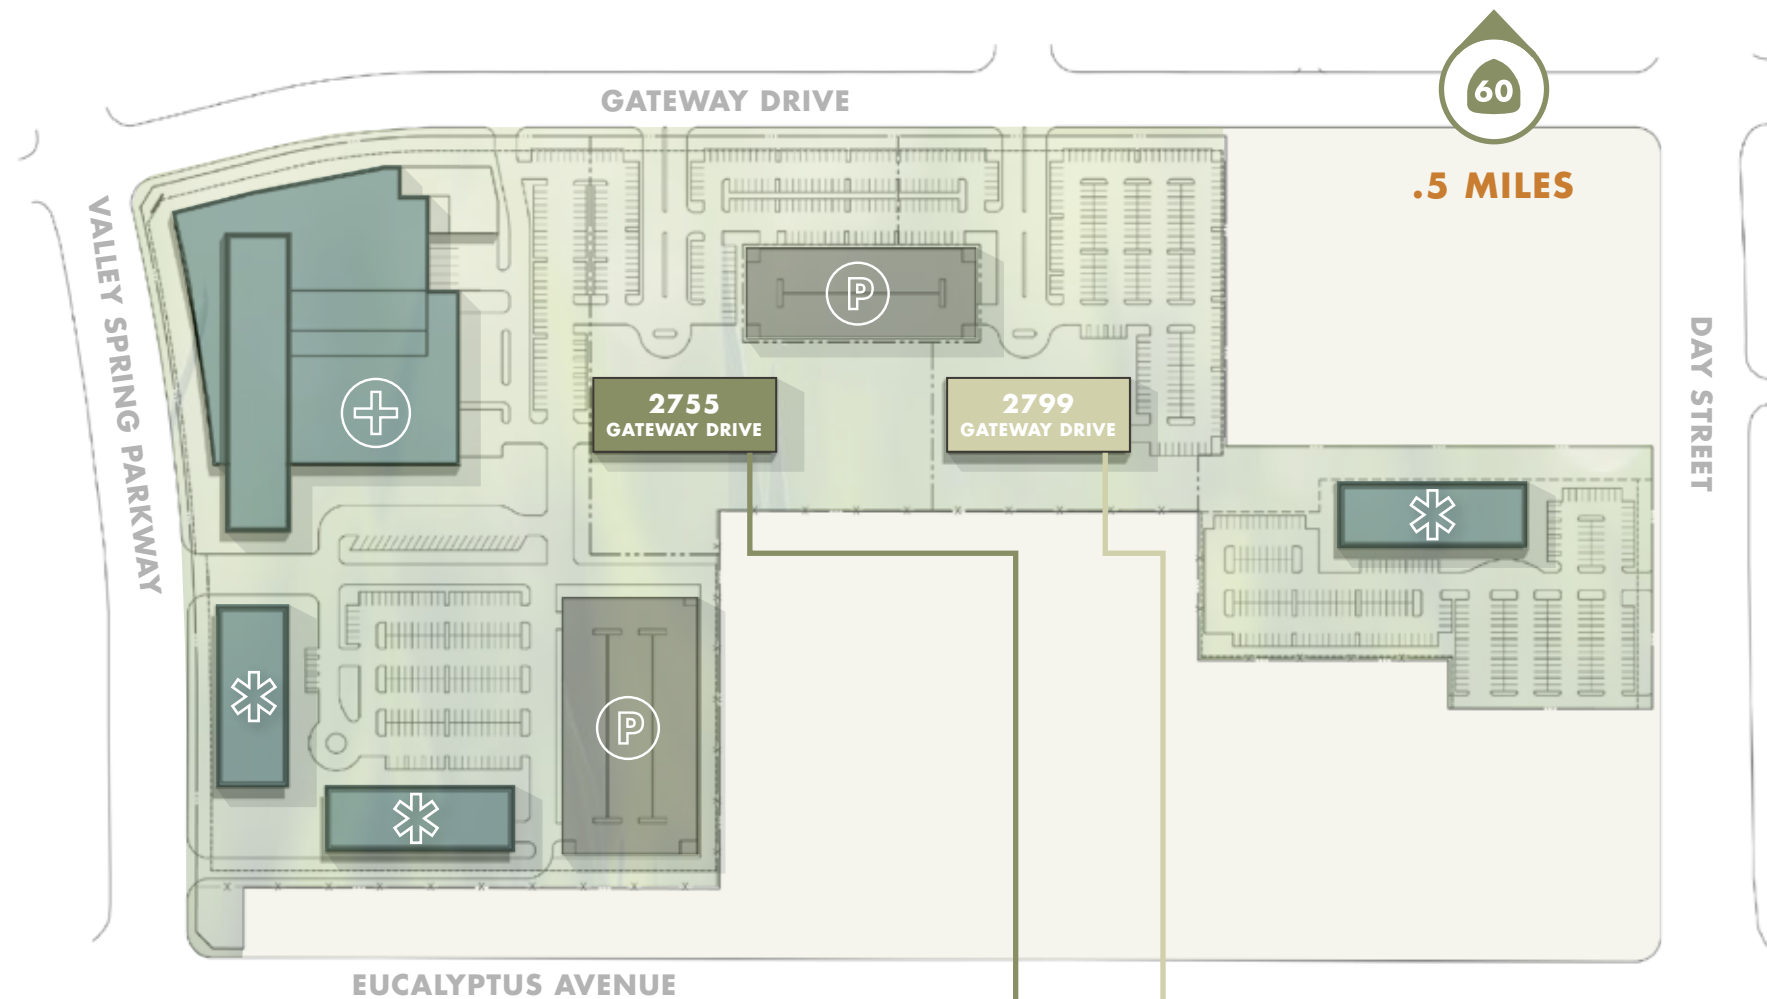 GATEWAY DRIVE
60
.5 MILES
VALLEY SPRING PARKWAY
P
2755
GATEWAY DRIVE
2799
GATEWAY DRIVE
DAY STREET
P
EUCALYPTUS AVENUE